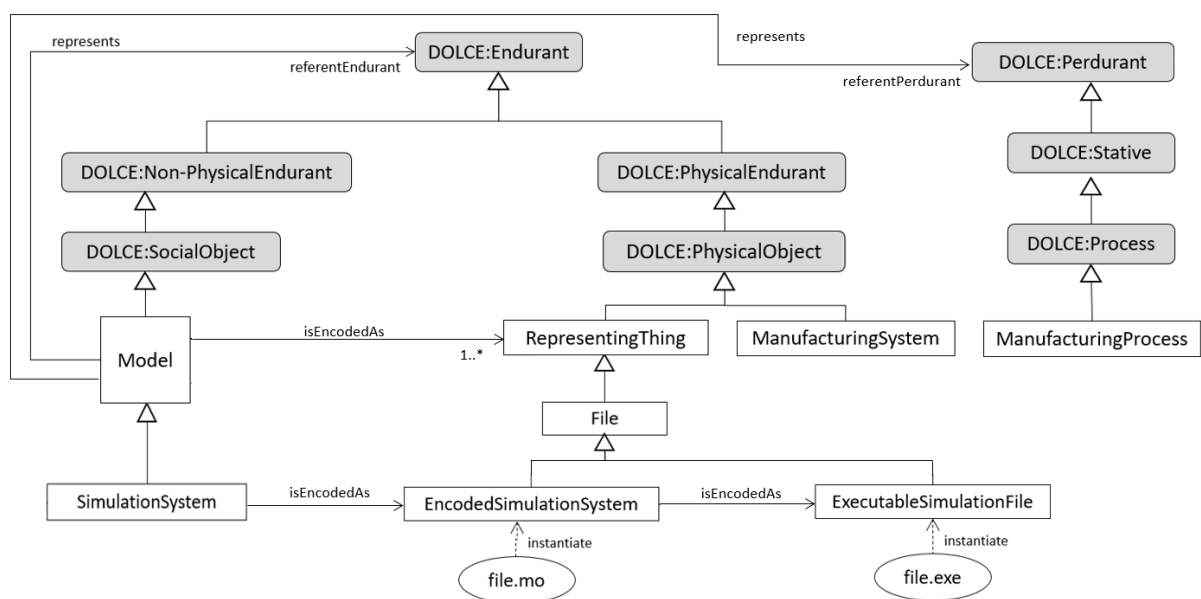 represents
DOLCE:Endurant
referentEndurant
represents
DOLCE:Perdurant
referentPerdurant
DOLCE:Non-PhysicalEndurant
DOLCE:PhysicalEndurant
DOLCE:Stative
DOLCE:SocialObject
DOLCE:PhysicalObject
DOLCE:Process
Model
isEncodedAs
1..*
RepresentingThing
ManufacturingSystem
ManufacturingProcess
File
SimulationSystem
isEncodedAs
EncodedSimulationSystem
isEncodedAs
ExecutableSimulationFile
instantiate
instantiate
file.mo
file.exe